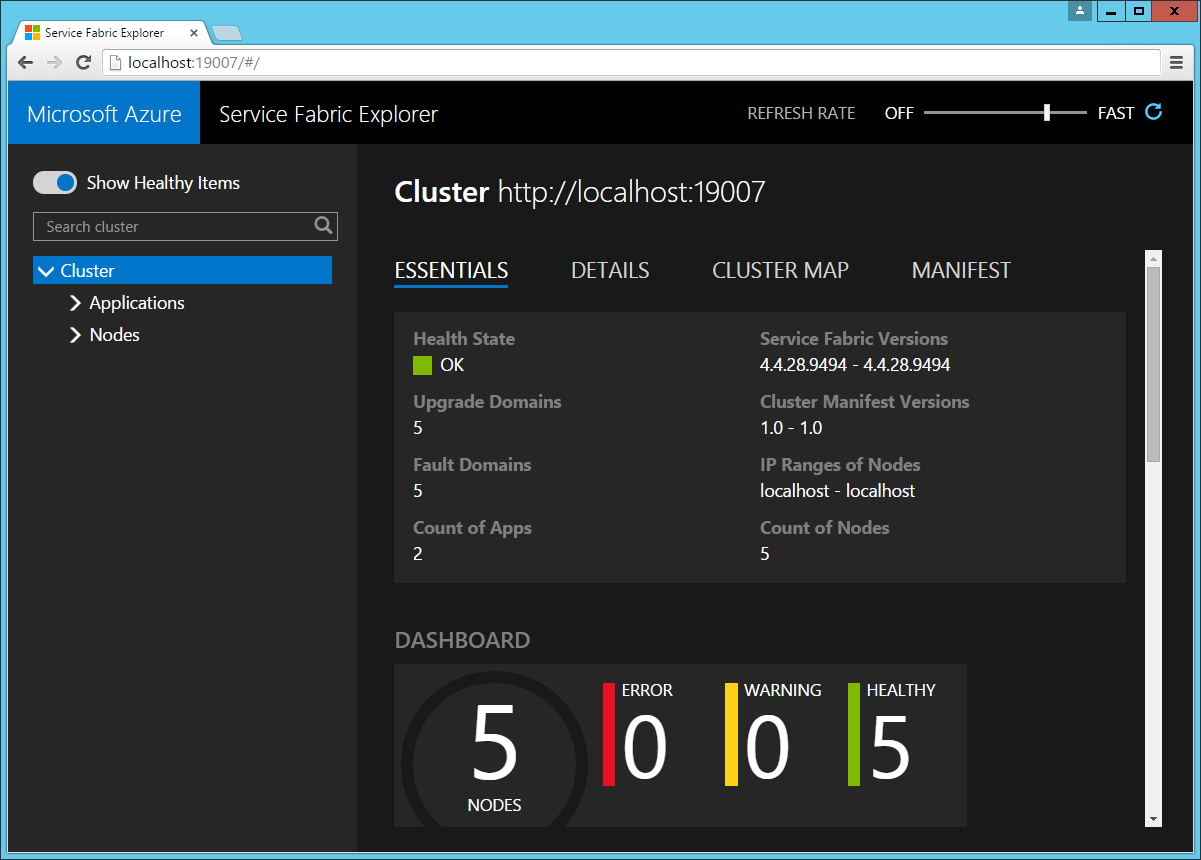 Service Fabric Explorer
localhost:19007/#/
Microsoft Azure
Service Fabric Explorer
REFRESH RATE OFF FAST
Show Healthy Items
Search cluster
Cluster
Applications
Nodes
Cluster http://localhost:19007
ESSENTIALS DETAILS CLUSTER MAP MANIFEST
Health State
OK
Service Fabric Versions
4.4.28.9494 - 4.4.28.9494
Upgrade Domains
5
Cluster Manifest Versions
1.0 - 1.0
Fault Domains
5
IP Ranges of Nodes
localhost - localhost
Count of Apps
2
Count of Nodes
5
DASHBOARD
5
NODES
ERROR
0
WARNING
0
HEALTHY
5